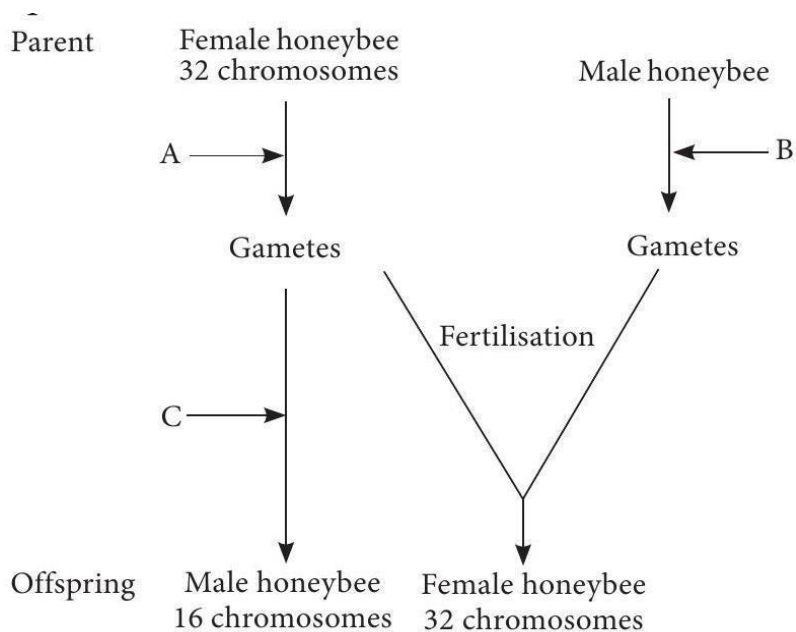 Parent
Female honeybee
32 chromosomes
Male honeybee
A
B
Gametes
Gametes
Fertilisation
C
Offspring
Male honeybee
16 chromosomes
Female honeybee
32 chromosomes